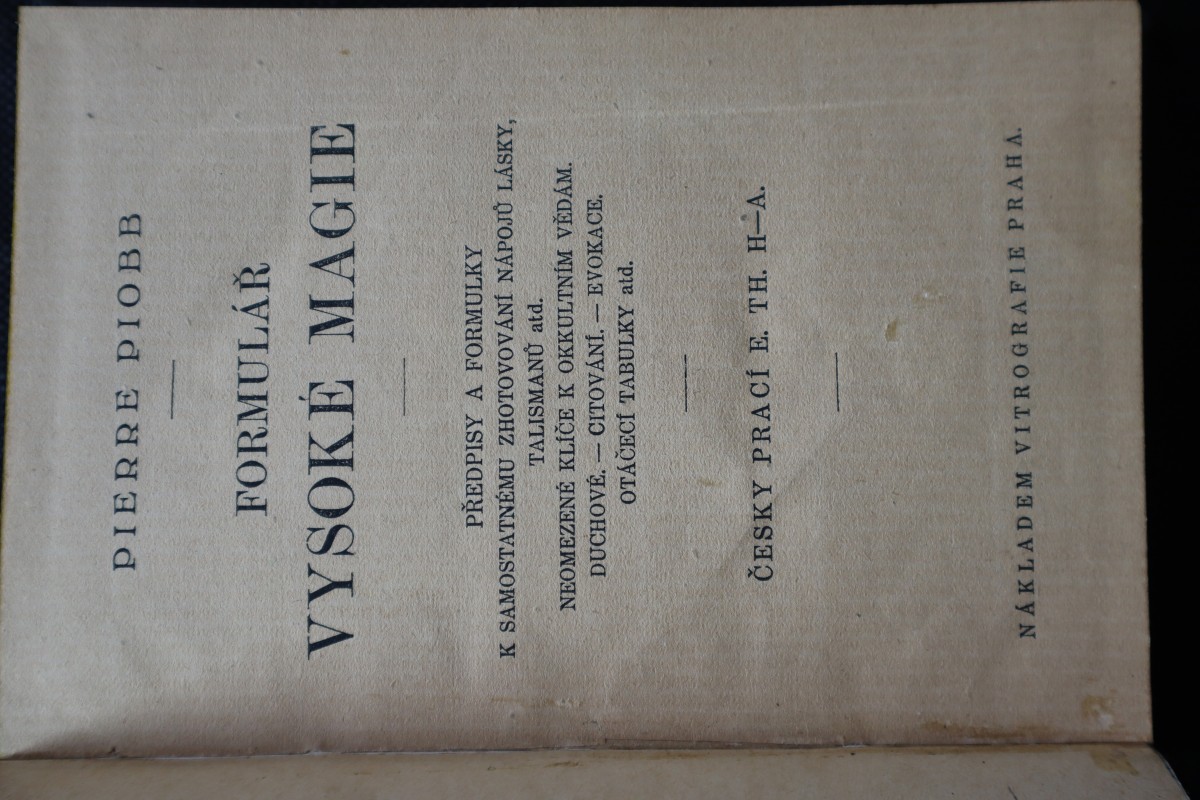 PIERRE PIOBB
FORMULÁŘ
VYSOKÉ MAGIE
PŘEDPISY A FORMULKY
K SAMOSTATNÉMU ZHOTOVOVÁNÍ NÁPOJŮ LÁSKY,
TALISMANŮ atd.
NEOMEZENÉ KLÍČE K OKKULTNÍM VĚDÁM.
DUCHOVÉ. — CITOVÁNÍ. — EVOKACE.
OTÁČECÍ TABULKY atd.
ČESKY PRACÍ E. TH. H—A.
NÁKLADEM VITROGRAFIE PRAHA.